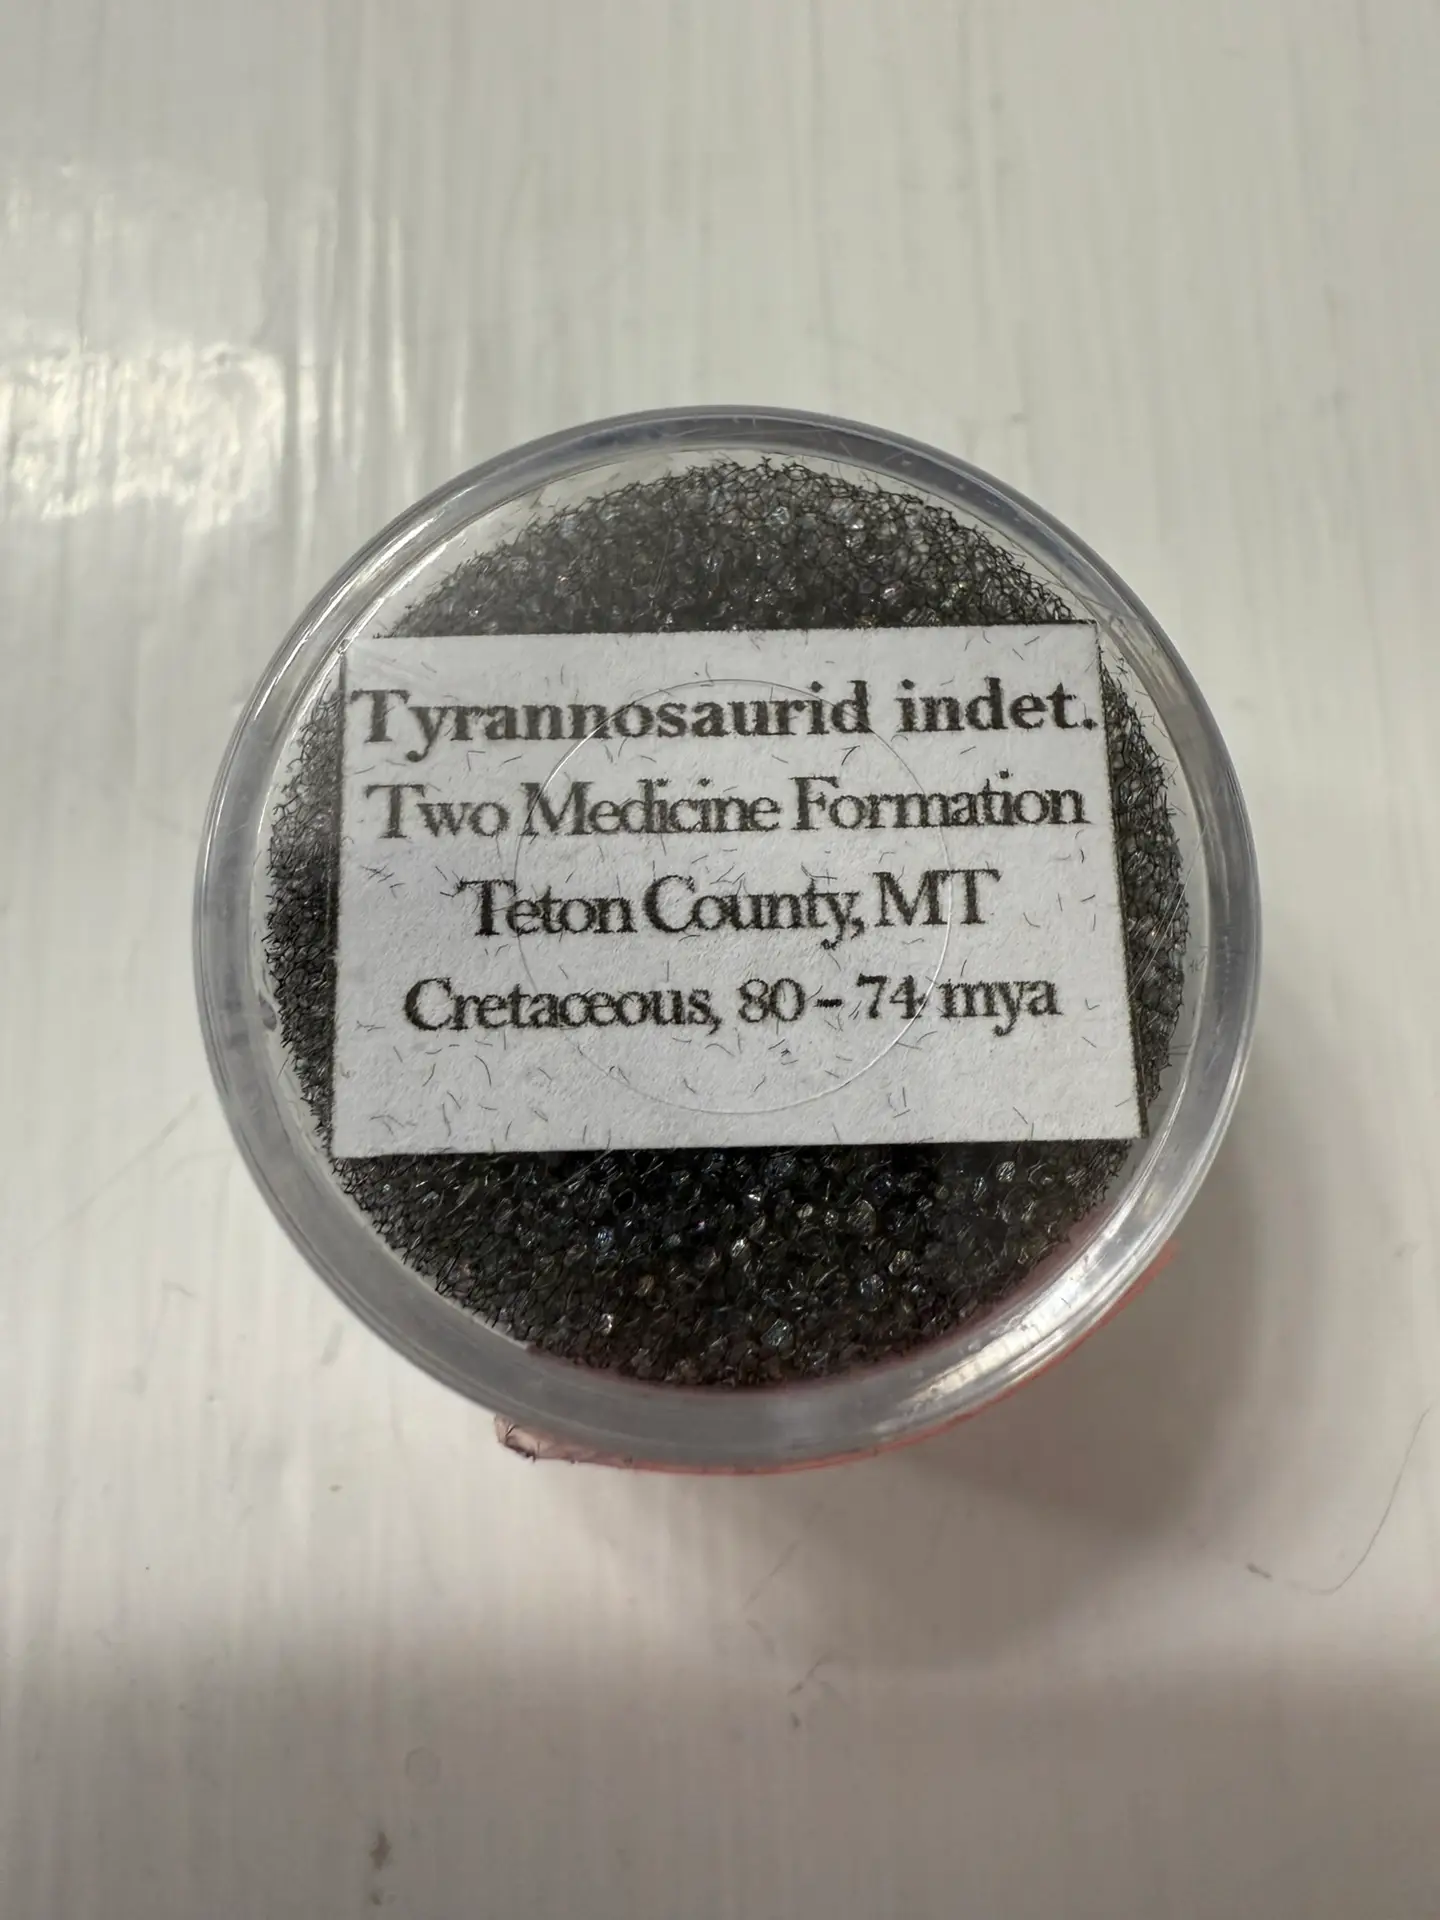 Tyrannosaurid indet.
Two Medicine Formation
Teton County, MT
Cretaceous, 80 – 74 mya